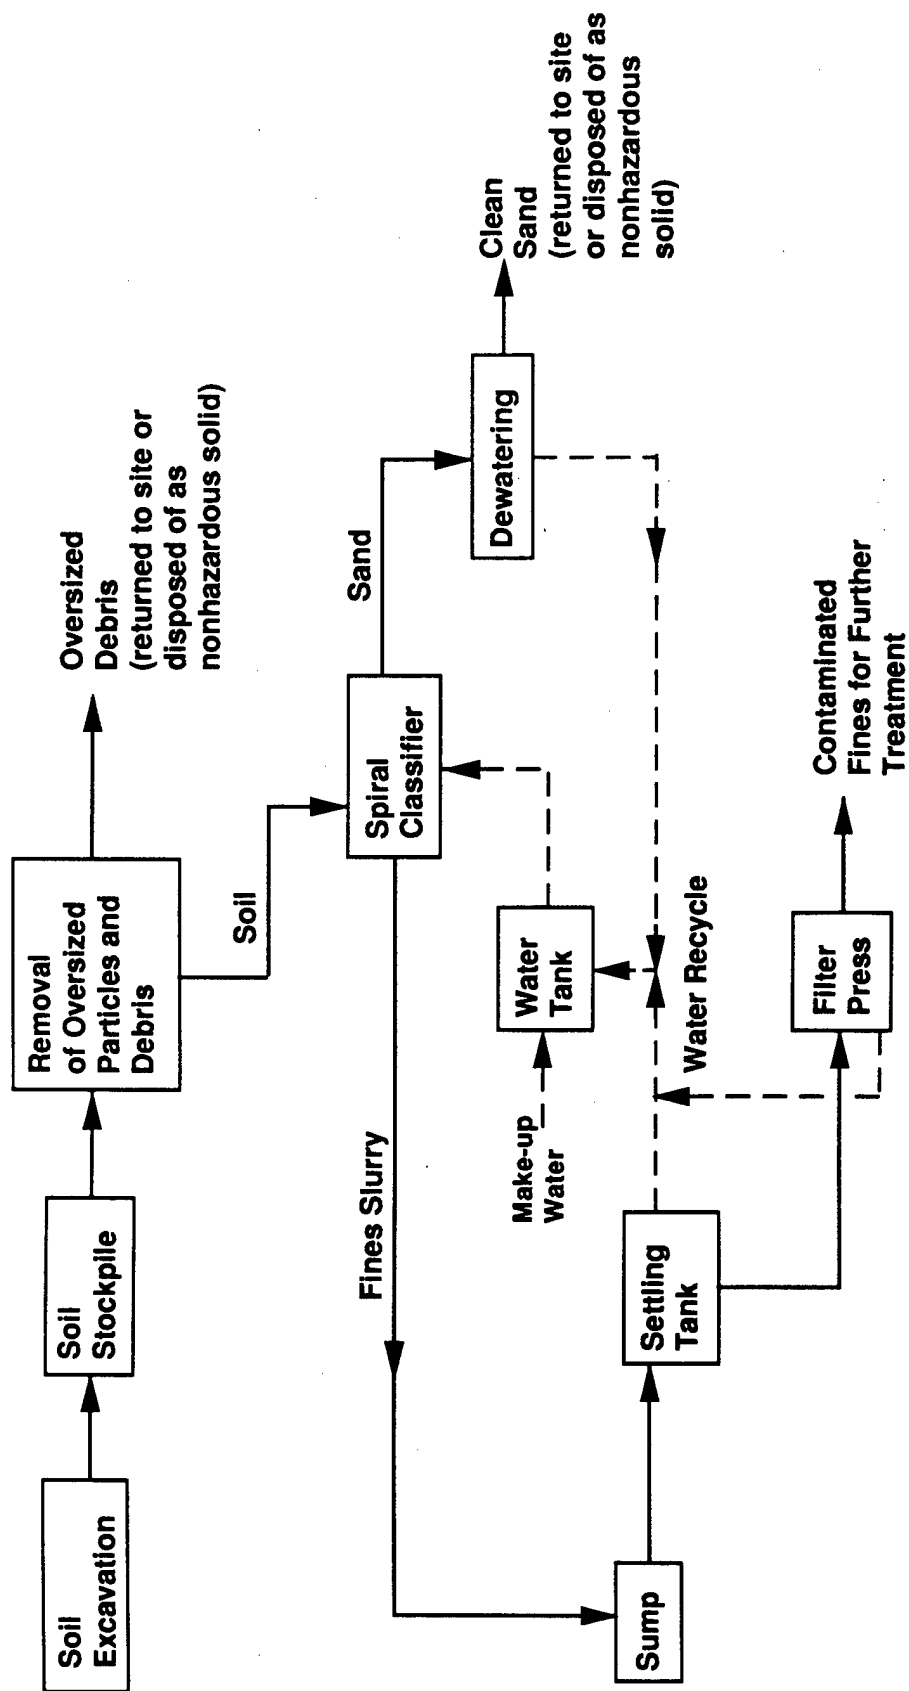 Soil
Excavation
Soil
Stockpile
Removal
of Oversized
Particles and
Debris
Oversized
Debris
(returned to site or
disposed of as
nonhazardous solid)
Soil
Spiral
Classifier
Sand
Dewatering
Clean
Sand
(returned to site
or disposed of as
nonhazardous
solid)
Fines Slurry
Make-up
Water
Water
Tank
Water Recycle
Sump
Settling
Tank
Filter
Press
Contaminated
Fines for Further
Treatment